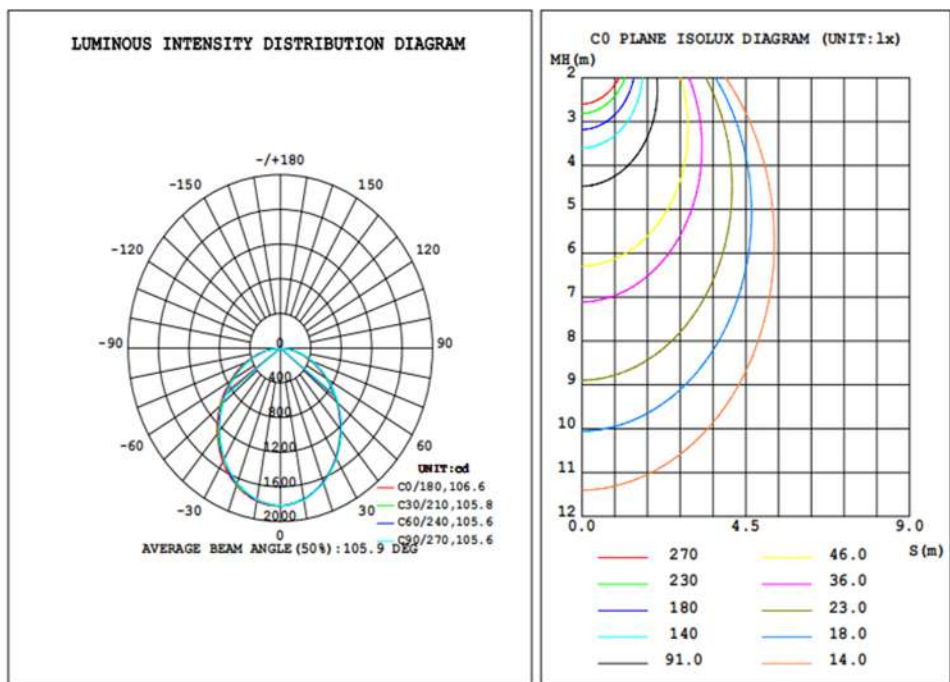 LUMINOUS INTENSITY DISTRIBUTION DIAGRAM
-/+180
-150 150
-120 120
-90 0 90
400
800
-60 1200 60
1600
-30 2000 30
0
UNIT:cd
C0/180,106.6
C30/210,105.8
C60/240,105.6
C90/270,105.6
AVERAGE BEAM ANGLE(50%):105.9 DEG
C0 PLANE ISOLUX DIAGRAM (UNIT:lx)
MH(m)
2
3
4
5
6
7
8
9
10
11
12
0.0 4.5 9.0
S(m)
270 46.0
230 36.0
180 23.0
140 18.0
91.0 14.0